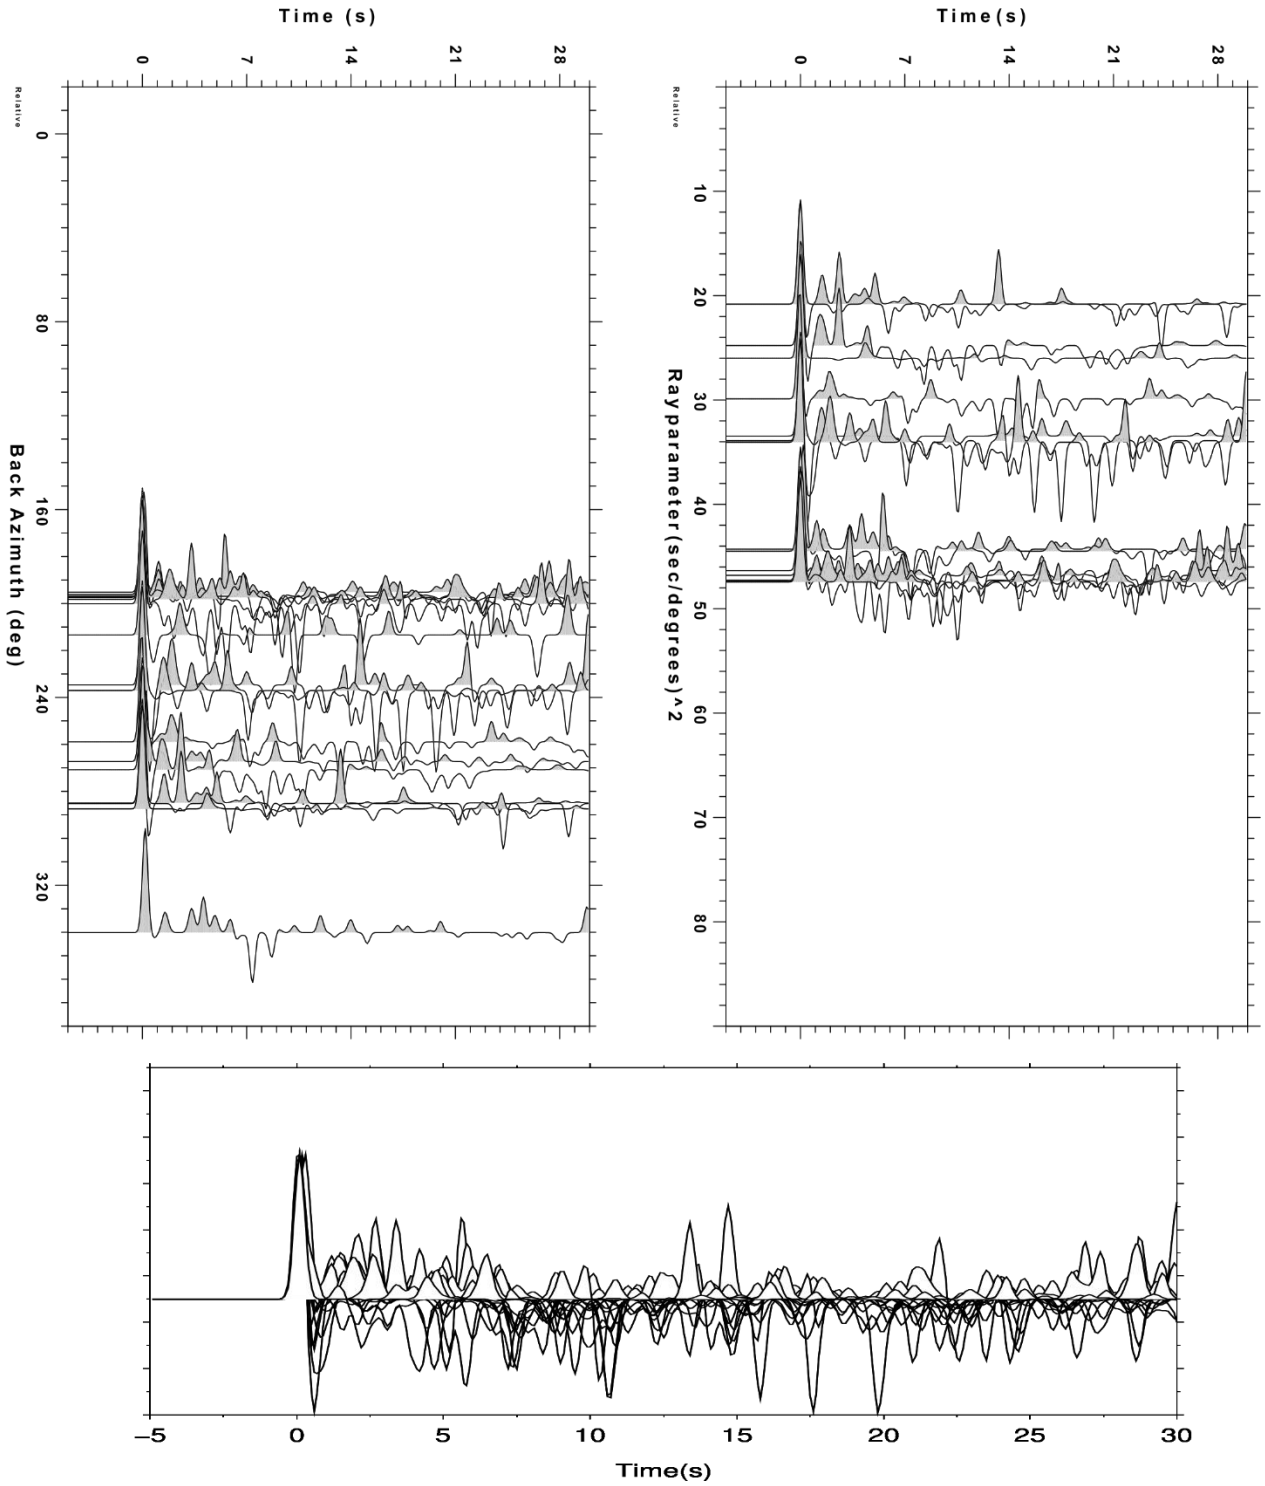 Time (s)
0 7 14 21 28
Relative
0
80
160
240
320
Back Azimuth (deg)
Time(s)
0 7 14 21 28
Relative
10
20
30
40
50
60
70
80
Rayparameter(sec/degrees)^2
−5 0 5 10 15 20 25 30
Time(s)